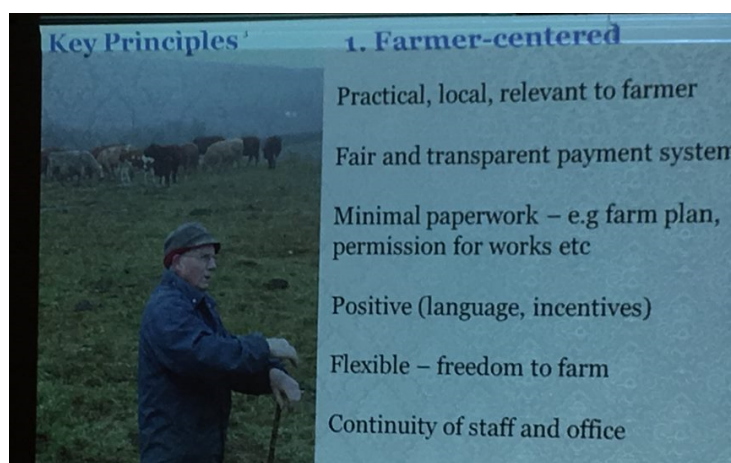 Key Principles
1. Farmer-centered
Practical, local, relevant to farmer
Fair and transparent payment system
Minimal paperwork – e.g farm plan,
permission for works etc
Positive (language, incentives)
Flexible – freedom to farm
Continuity of staff and office